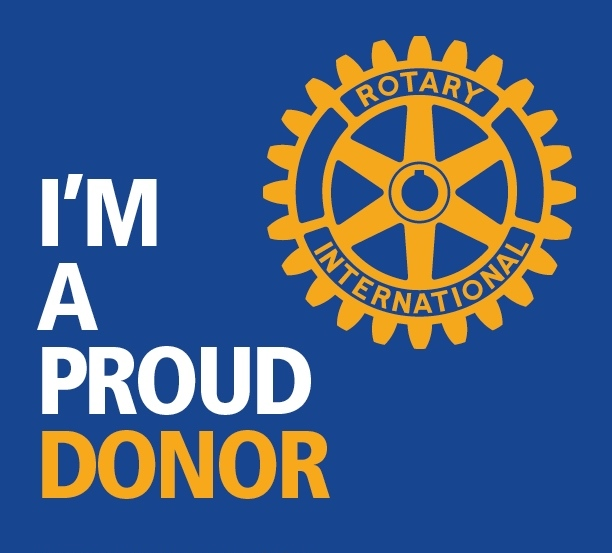 ROTARY
INTERNATIONAL
I'M
A
PROUD
DONOR